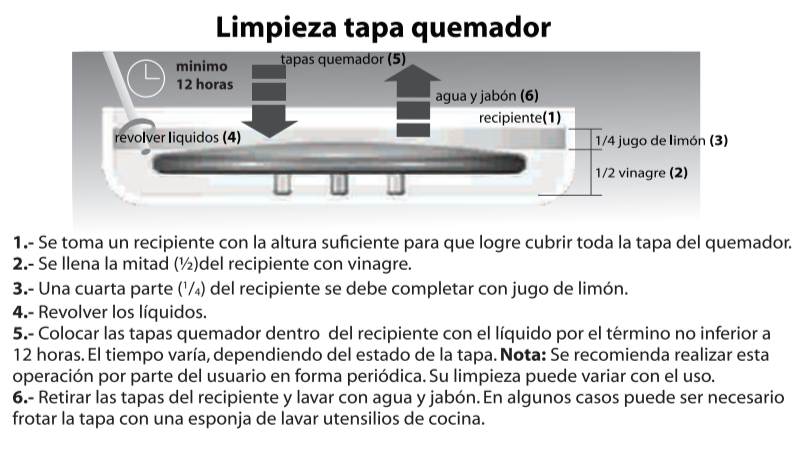 Limpieza tapa quemador
minimo
12 horas
tapas quemador (5)
agua y jabón (6)
recipiente(1)
revolver liquidos (4)
1/4 jugo de limón (3)
1/2 vinagre (2)
1.- Se toma un recipiente con la altura suficiente para que logre cubrir toda la tapa del quemador.
2.- Se llena la mitad (½)del recipiente con vinagre.
3.- Una cuarta parte (¹/₄) del recipiente se debe completar con jugo de limón.
4.- Revolver los líquidos.
5.- Colocar las tapas quemador dentro del recipiente con el líquido por el término no inferior a
12 horas. El tiempo varía, dependiendo del estado de la tapa. Nota: Se recomienda realizar esta
operación por parte del usuario en forma periódica. Su limpieza puede variar con el uso.
6.- Retirar las tapas del recipiente y lavar con agua y jabón. En algunos casos puede ser necesario
frotar la tapa con una esponja de lavar utensilios de cocina.